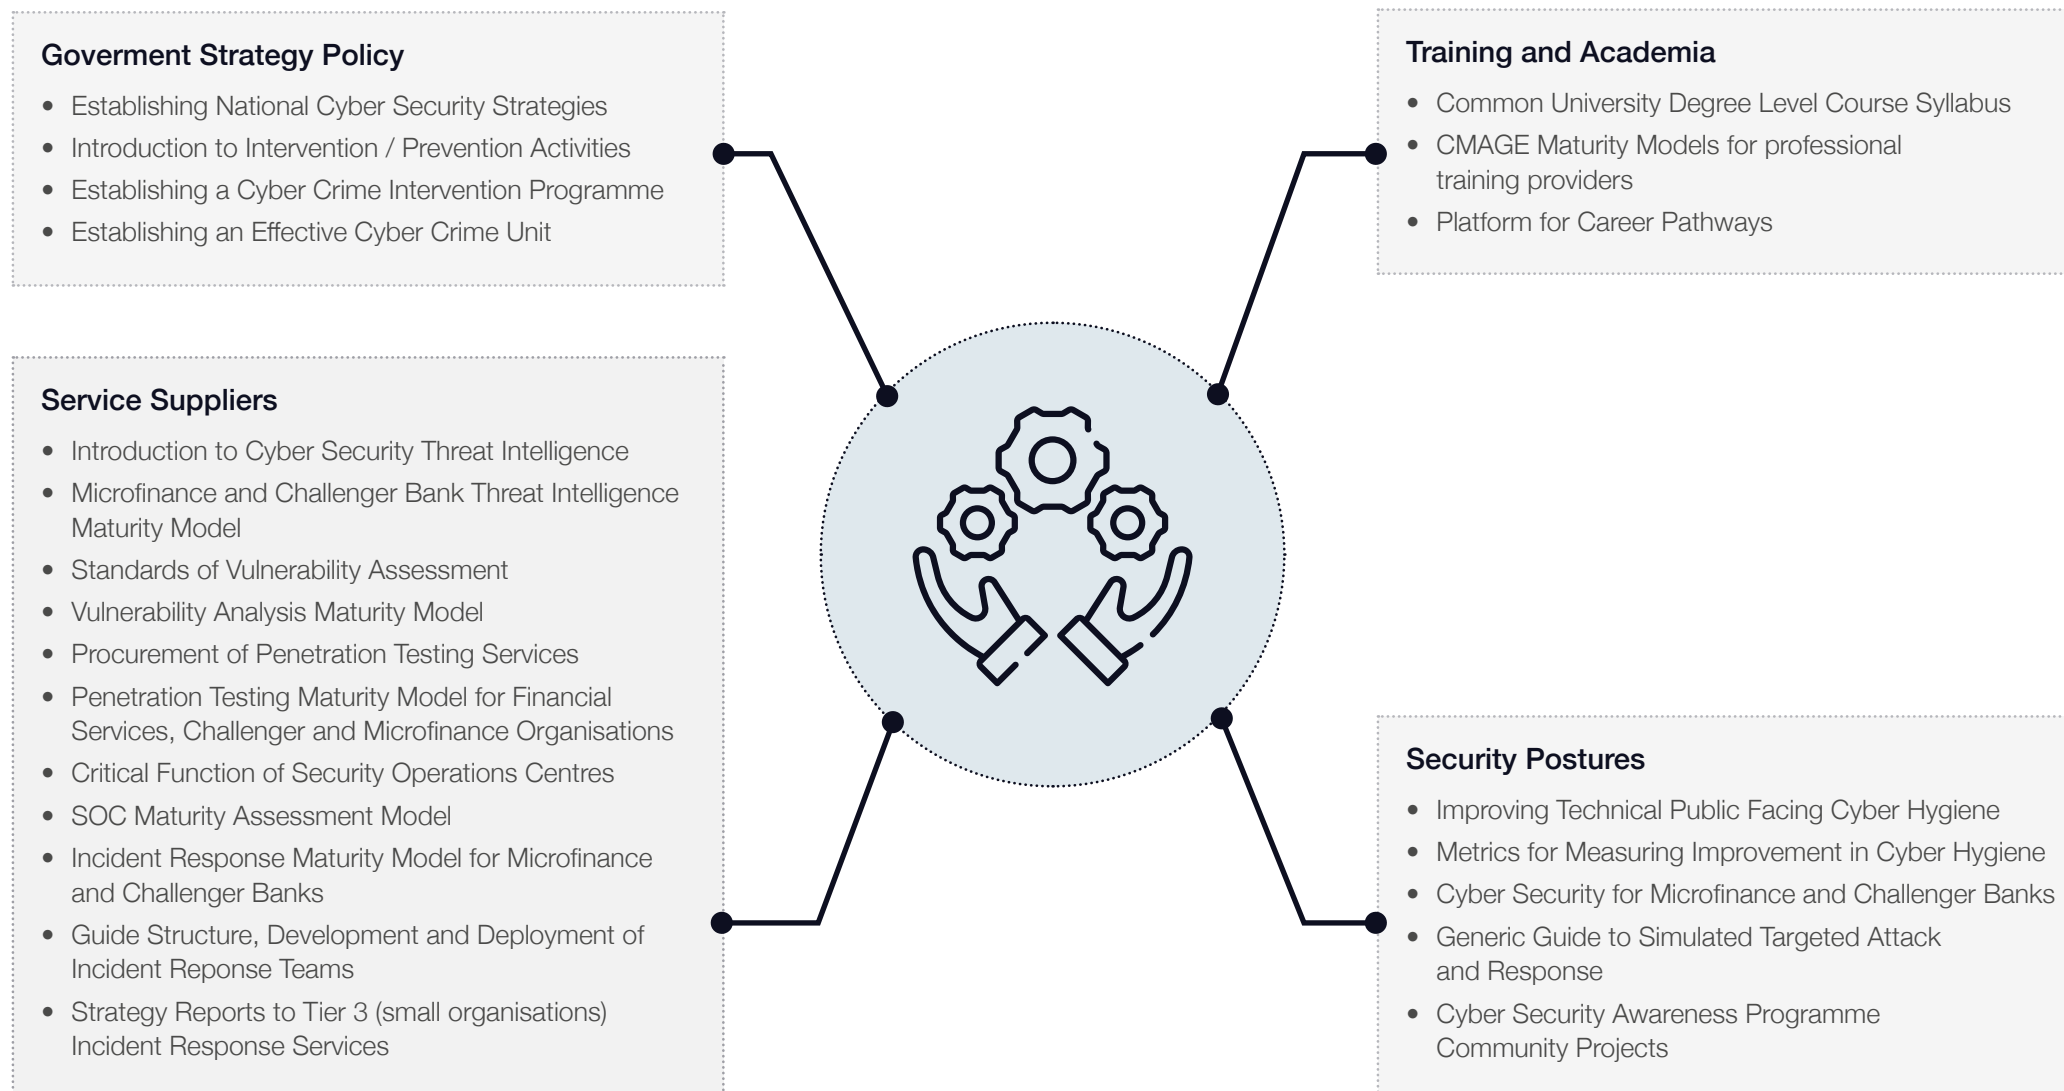 Goverment Strategy Policy
• Establishing National Cyber Security Strategies
• Introduction to Intervention / Prevention Activities
• Establishing a Cyber Crime Intervention Programme
• Establishing an Effective Cyber Crime Unit
Service Suppliers
• Introduction to Cyber Security Threat Intelligence
• Microfinance and Challenger Bank Threat Intelligence
Maturity Model
• Standards of Vulnerability Assessment
• Vulnerability Analysis Maturity Model
• Procurement of Penetration Testing Services
• Penetration Testing Maturity Model for Financial
Services, Challenger and Microfinance Organisations
• Critical Function of Security Operations Centres
• SOC Maturity Assessment Model
• Incident Response Maturity Model for Microfinance
and Challenger Banks
• Guide Structure, Development and Deployment of
Incident Reponse Teams
• Strategy Reports to Tier 3 (small organisations)
Incident Response Services
Training and Academia
• Common University Degree Level Course Syllabus
• CMAGE Maturity Models for professional
training providers
• Platform for Career Pathways
Security Postures
• Improving Technical Public Facing Cyber Hygiene
• Metrics for Measuring Improvement in Cyber Hygiene
• Cyber Security for Microfinance and Challenger Banks
• Generic Guide to Simulated Targeted Attack
and Response
• Cyber Security Awareness Programme
Community Projects